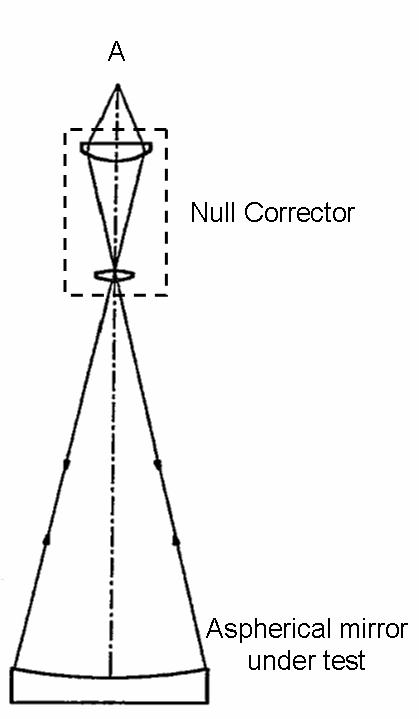 A
Null Corrector
Aspherical mirror
under test